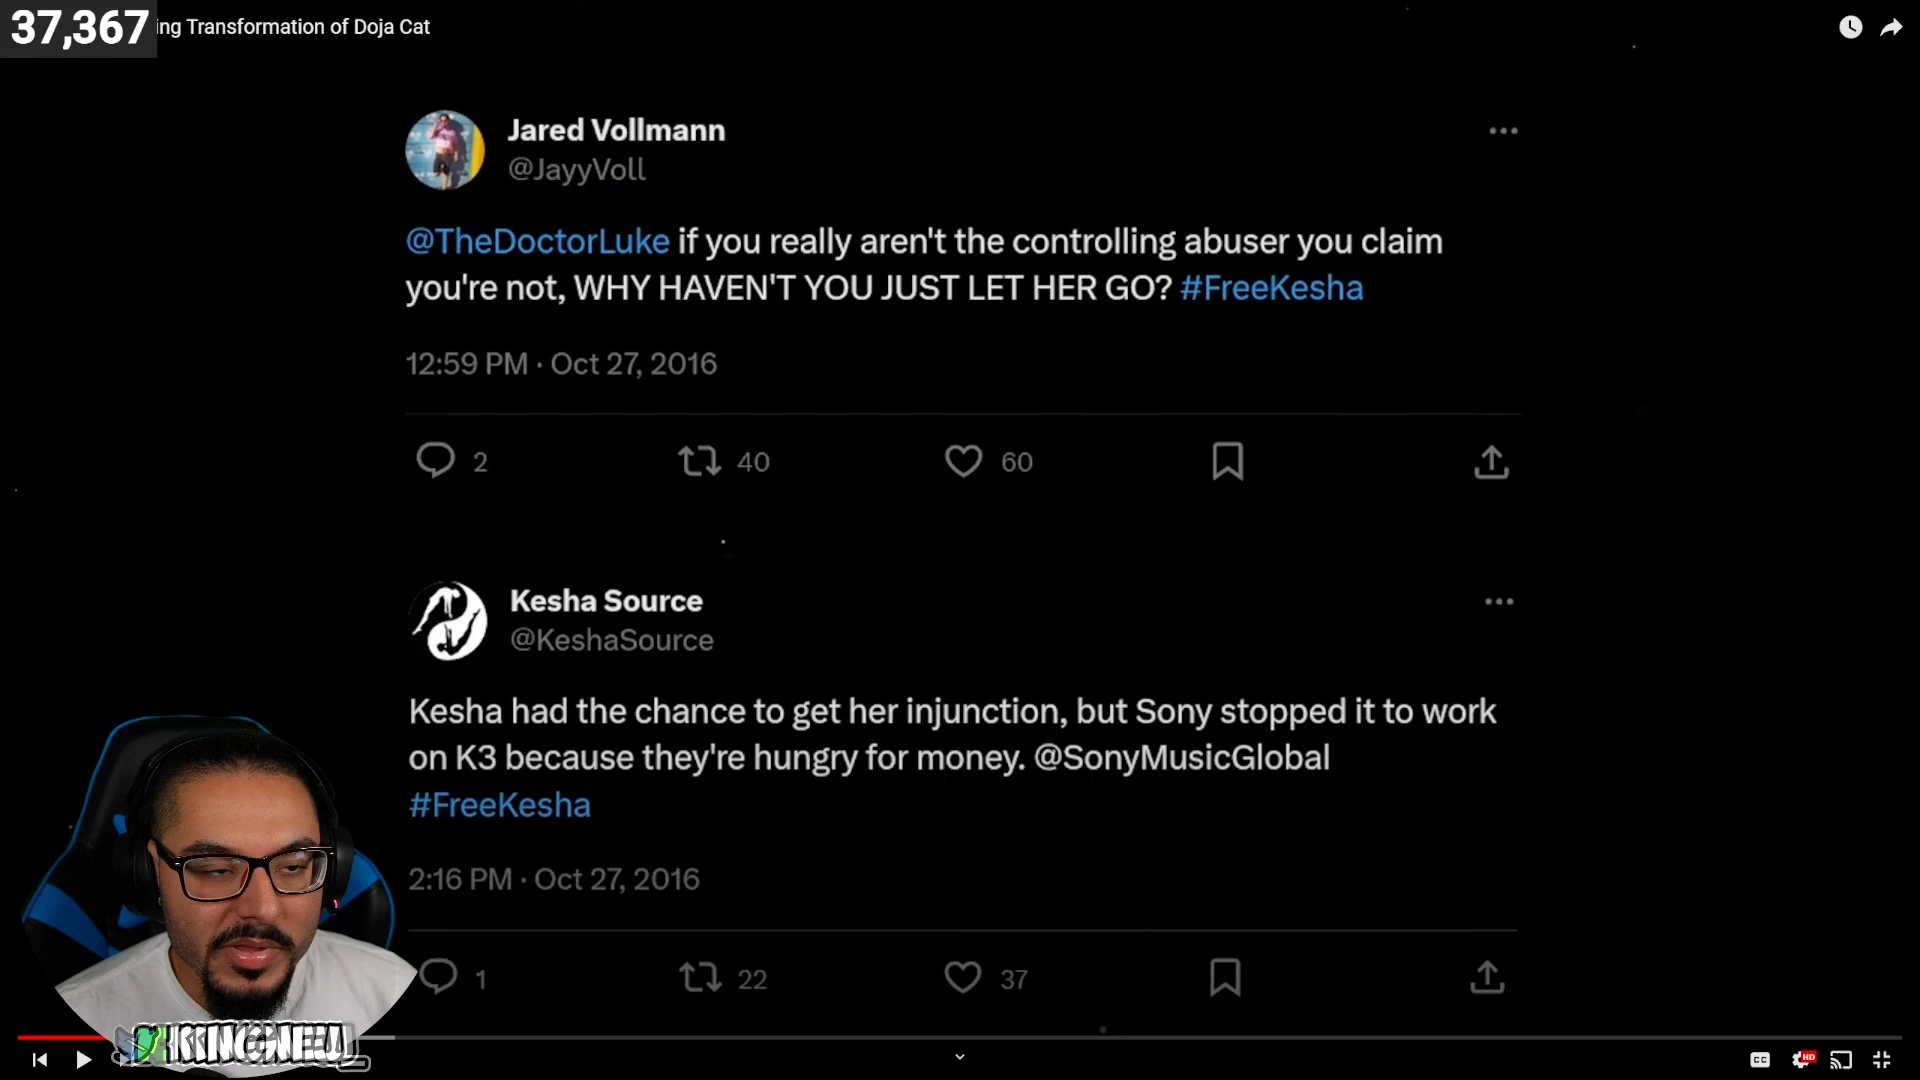 37,367
ing Transformation of Doja Cat
Jared Vollmann
@JayyVoll
@TheDoctorLuke if you really aren't the controlling abuser you claim
you're not, WHY HAVEN'T YOU JUST LET HER GO? #FreeKesha
12:59 PM · Oct 27, 2016
2 40 60
Kesha Source
@KeshaSource
Kesha had the chance to get her injunction, but Sony stopped it to work
on K3 because they're hungry for money. @SonyMusicGlobal
#FreeKesha
2:16 PM · Oct 27, 2016
1 22 37
CC HD